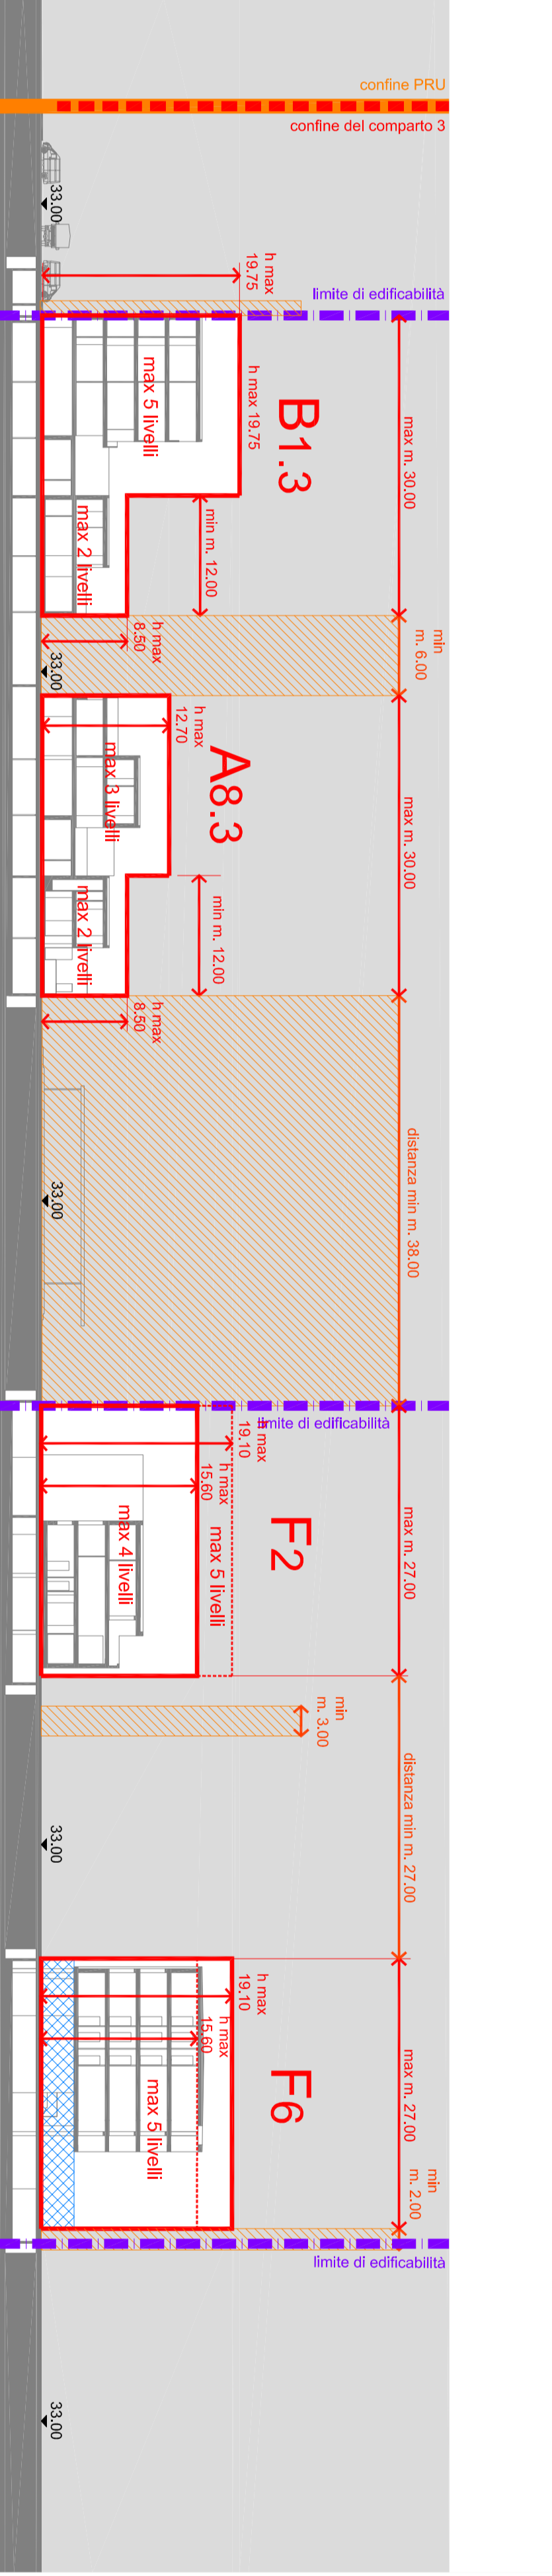 confine PRU
confine del comparto 3
33.00
h max
19.75
limite di edificabilità
max 5 livelli
h max 19.75
B1.3
max m. 30.00
max 2 livelli
min m. 12.00
h max
8.50
min
m. 6.00
33.00
h max
12.70
A8.3
max 3 livelli
max m. 30.00
max 2 livelli
min m. 12.00
h max
8.50
distanza min m. 38.00
33.00
limite di edificabilità
h max
19.10
h max
15.60
max 4 livelli
max 5 livelli
F2
max m. 27.00
min
m. 3.00
distanza min m. 27.00
33.00
h max
19.10
h max
15.60
max 5 livelli
F6
max m. 27.00
min
m. 2.00
limite di edificabilità
33.00